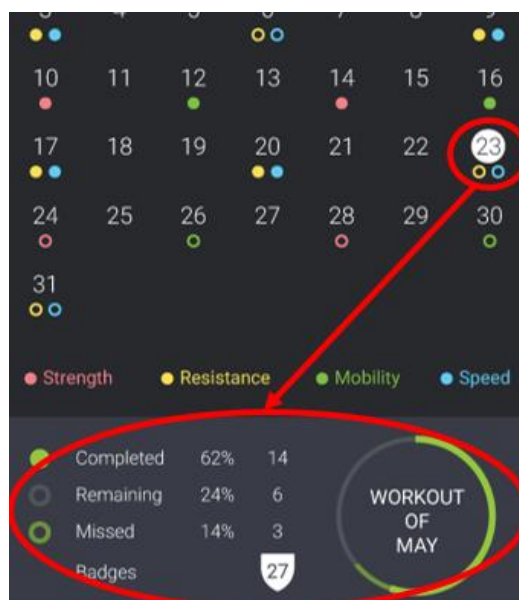 10 11 12 13 14 15 16
17 18 19 20 21 22 23
24 25 26 27 28 29 30
31
Strength Resistance Mobility Speed
Completed 62% 14
Remaining 24% 6
Missed 14% 3
Badges 27
WORKOUT
OF
MAY